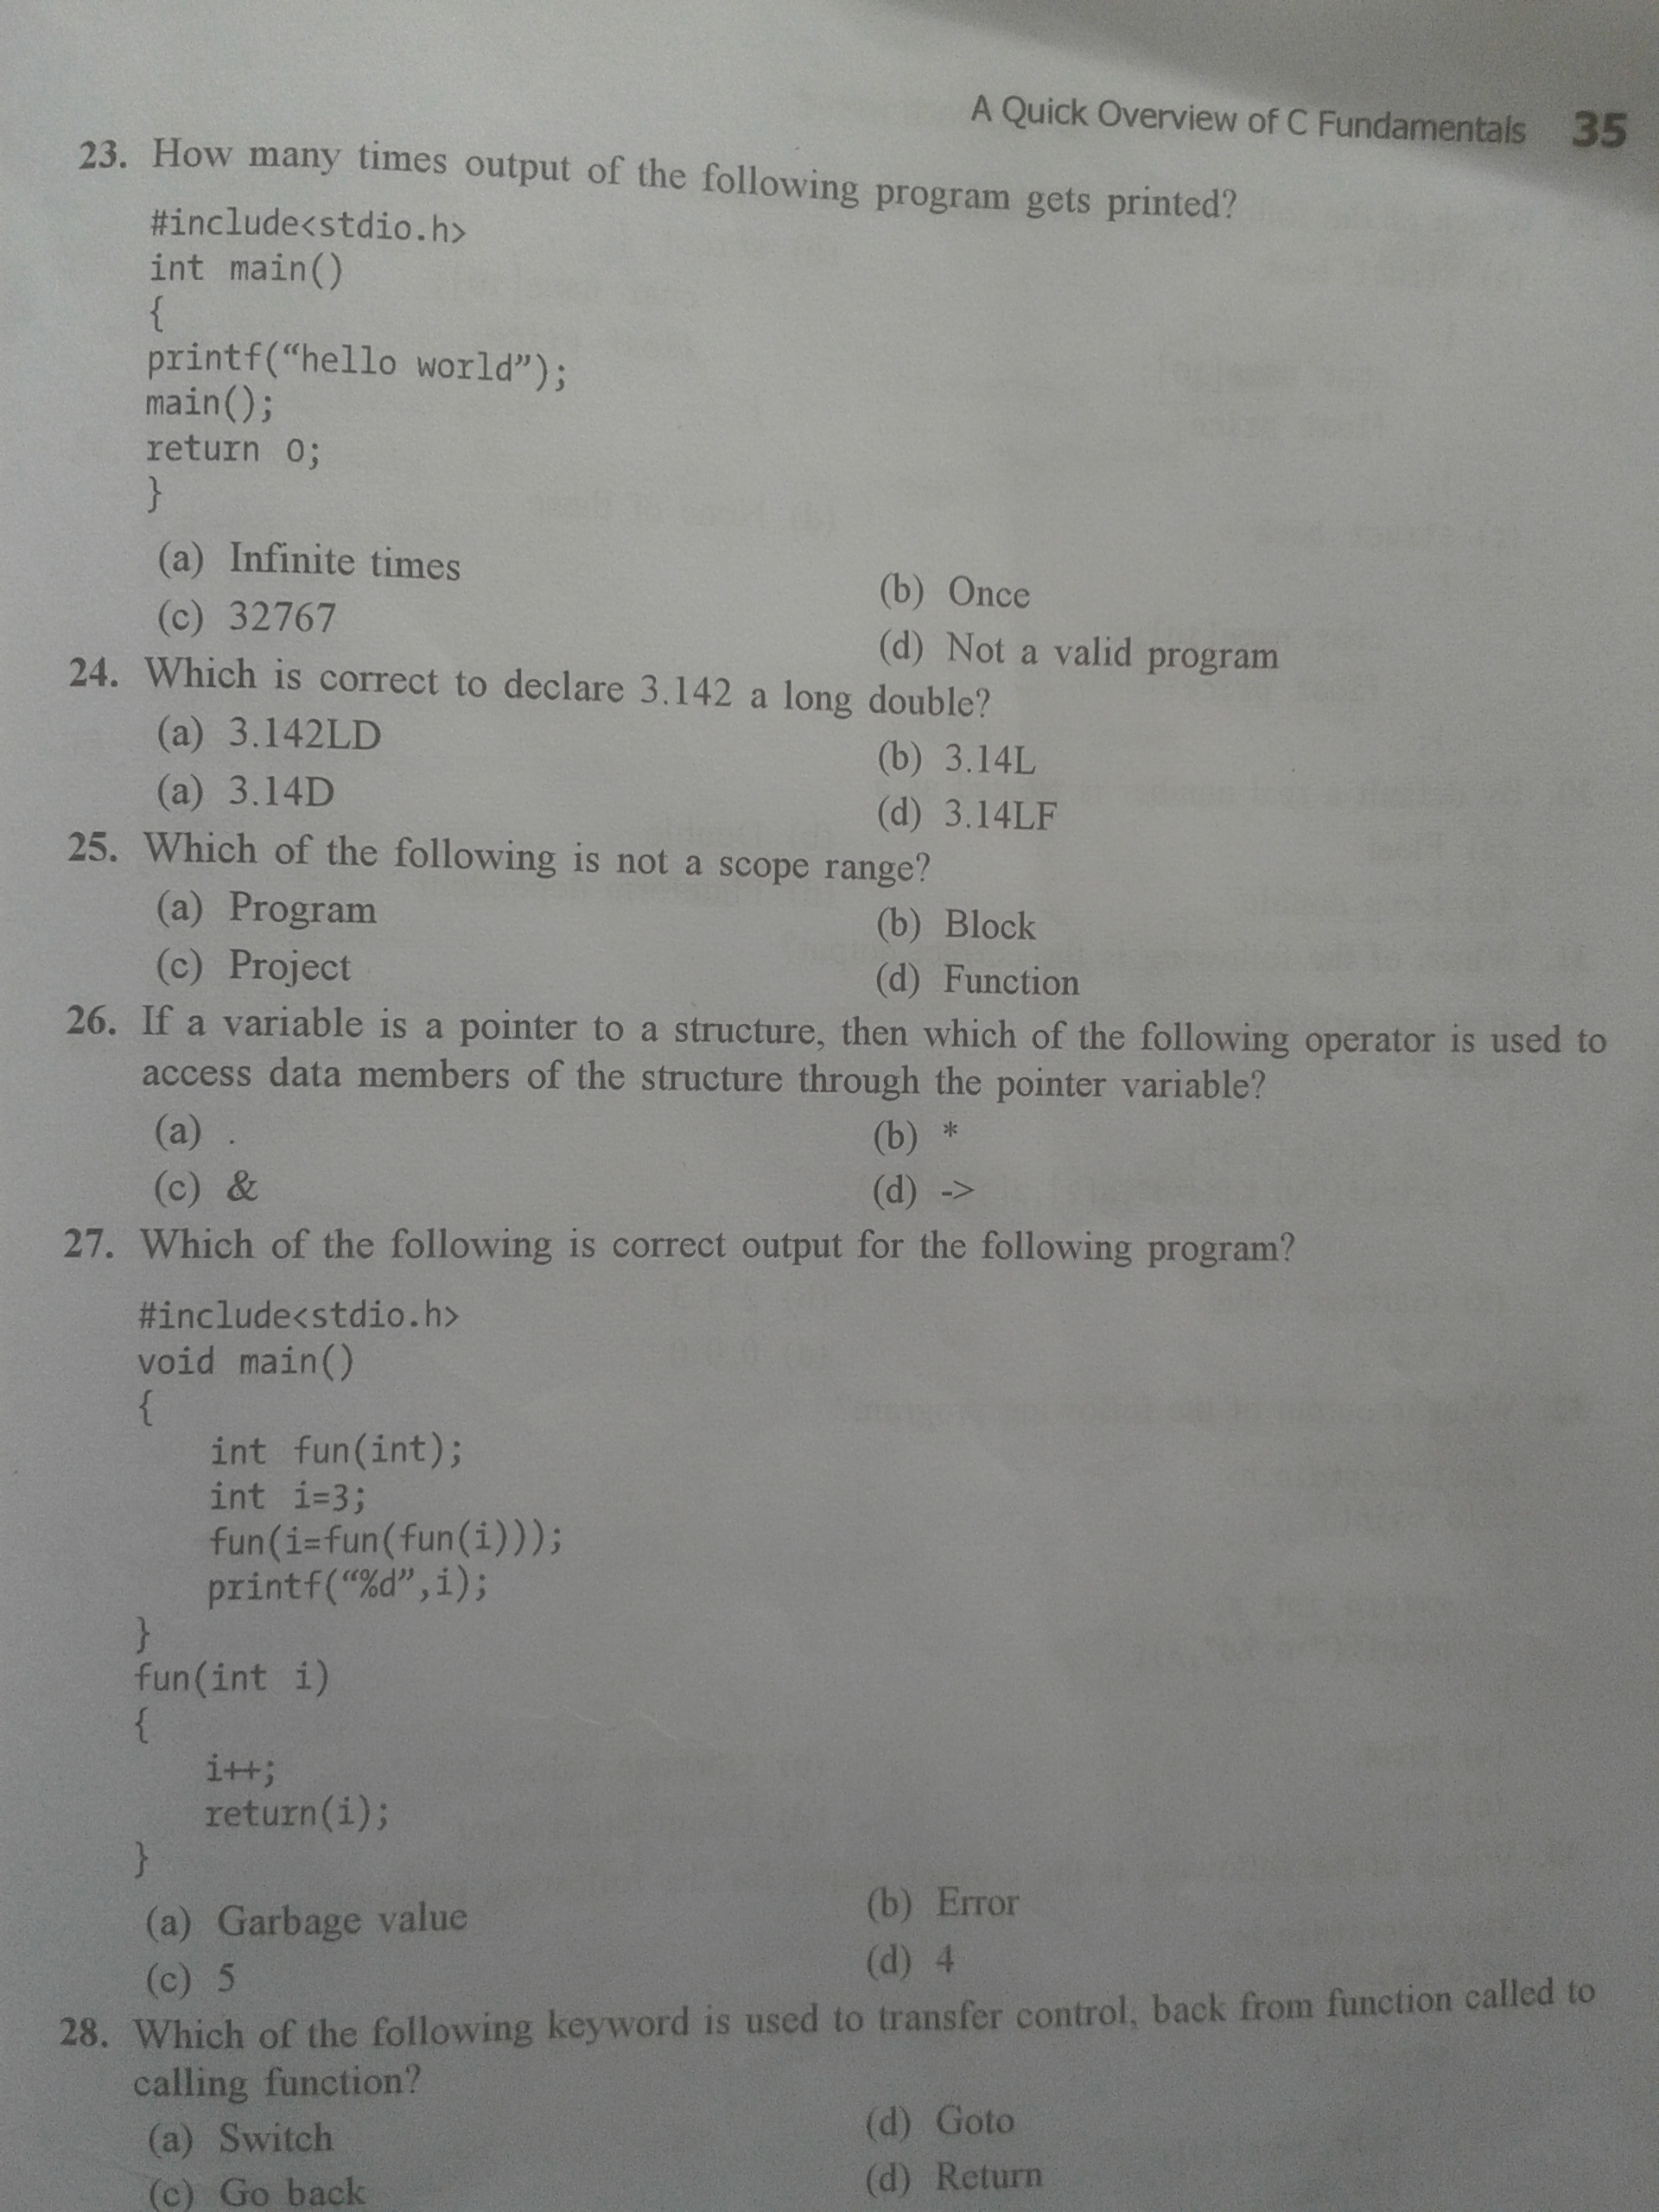 A Quick Overview of C Fundamentals 35
23. How many times output of the following program gets printed?
#include<stdio.h>
int main()
{
printf(“hello world”);
main();
return 0;
}
(a) Infinite times
(b) Once
(c) 32767
(d) Not a valid program
24. Which is correct to declare 3.142 a long double?
(a) 3.142LD
(b) 3.14L
(a) 3.14D
(d) 3.14LF
25. Which of the following is not a scope range?
(a) Program
(b) Block
(c) Project
(d) Function
26. If a variable is a pointer to a structure, then which of the following operator is used to
access data members of the structure through the pointer variable?
(a) .
(b) *
(c) &
(d) ->
27. Which of the following is correct output for the following program?
#include<stdio.h>
void main()
{
int fun(int);
int i=3;
fun(i=fun(fun(i)));
printf(“%d”,i);
}
fun(int i)
{
i++;
return(i);
}
(a) Garbage value
(b) Error
(c) 5
(d) 4
28. Which of the following keyword is used to transfer control, back from function called to
calling function?
(a) Switch
(d) Goto
(c) Go back
(d) Return